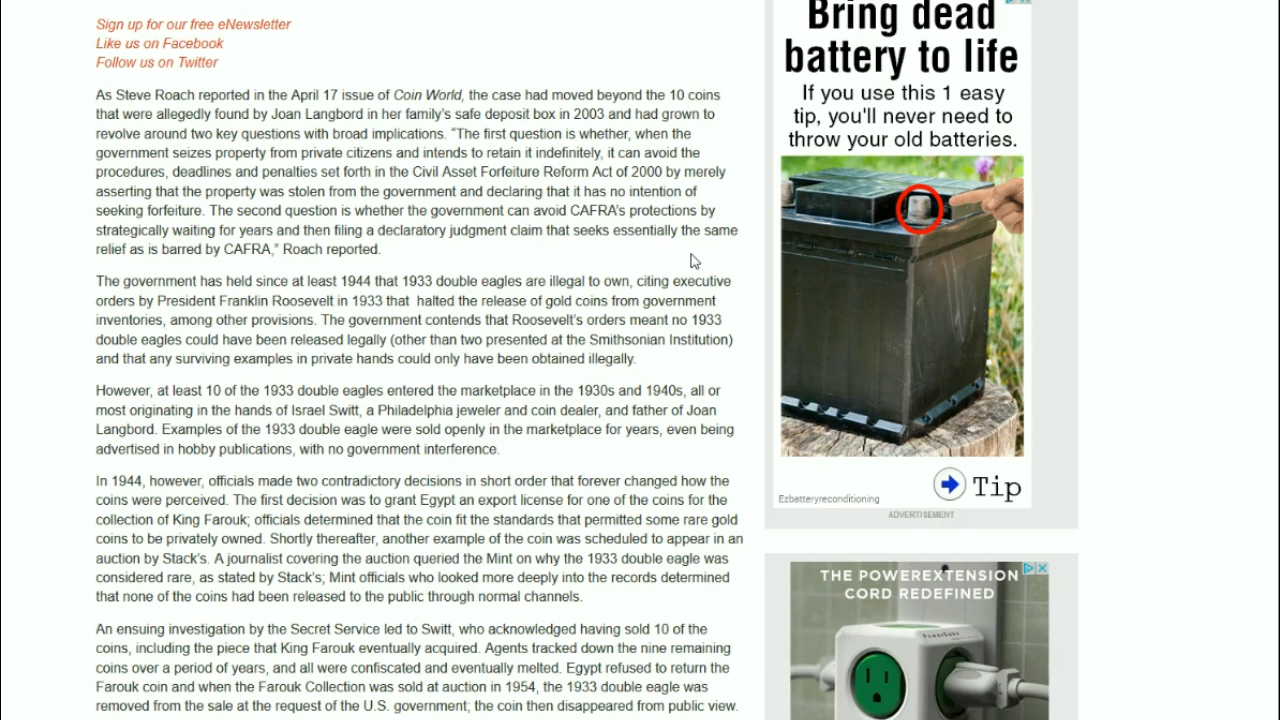 Sign up for our free eNewsletter
Like us on Facebook
Follow us on Twitter
As Steve Roach reported in the April 17 issue of Coin World, the case had moved beyond the 10 coins
that were allegedly found by Joan Langbord in her family's safe deposit box in 2003 and had grown to
revolve around two key questions with broad implications. “The first question is whether, when the
government seizes property from private citizens and intends to retain it indefinitely, it can avoid the
procedures, deadlines and penalties set forth in the Civil Asset Forfeiture Reform Act of 2000 by merely
asserting that the property was stolen from the government and declaring that it has no intention of
seeking forfeiture. The second question is whether the government can avoid CAFRA's protections by
strategically waiting for years and then filing a declaratory judgment claim that seeks essentially the same
relief as is barred by CAFRA,” Roach reported.
The government has held since at least 1944 that 1933 double eagles are illegal to own, citing executive
orders by President Franklin Roosevelt in 1933 that halted the release of gold coins from government
inventories, among other provisions. The government contends that Roosevelt's orders meant no 1933
double eagles could have been released legally (other than two presented at the Smithsonian Institution)
and that any surviving examples in private hands could only have been obtained illegally.
However, at least 10 of the 1933 double eagles entered the marketplace in the 1930s and 1940s, all or
most originating in the hands of Israel Switt, a Philadelphia jeweler and coin dealer, and father of Joan
Langbord. Examples of the 1933 double eagle were sold openly in the marketplace for years, even being
advertised in hobby publications, with no government interference.
In 1944, however, officials made two contradictory decisions in short order that forever changed how the
coins were perceived. The first decision was to grant Egypt an export license for one of the coins for the
collection of King Farouk; officials determined that the coin fit the standards that permitted some rare gold
coins to be privately owned. Shortly thereafter, another example of the coin was scheduled to appear in an
auction by Stack's. A journalist covering the auction queried the Mint on why the 1933 double eagle was
considered rare, as stated by Stack's; Mint officials who looked more deeply into the records determined
that none of the coins had been released to the public through normal channels.
An ensuing investigation by the Secret Service led to Switt, who acknowledged having sold 10 of the
coins, including the piece that King Farouk eventually acquired. Agents tracked down the nine remaining
coins over a period of years, and all were confiscated and eventually melted. Egypt refused to return the
Farouk coin and when the Farouk Collection was sold at auction in 1954, the 1933 double eagle was
removed from the sale at the request of the U.S. government; the coin then disappeared from public view.
Bring dead
battery to life
If you use this 1 easy
tip, you'll never need to
throw your old batteries.
Tip
Ezbatteryreconditioning
ADVERTISEMENT
THE POWEREXTENSION
CORD REDEFINED
PowerCube